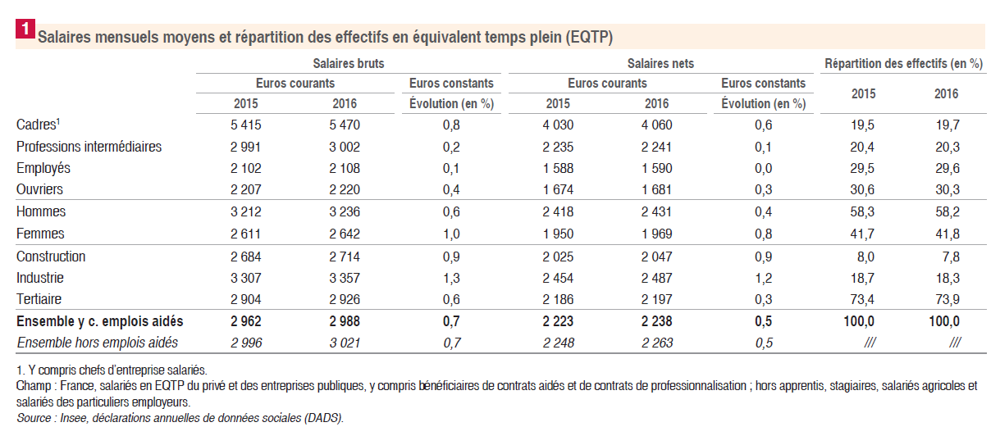 1 Salaires mensuels moyens et répartition des effectifs en équivalent temps plein (EQTP)
Salaires bruts Salaires nets Répartition des effectifs (en %)
Euros courants Euros constants Euros courants Euros constants 2015 2016
2015 2016 Évolution (en %) 2015 2016 Évolution (en %)
Cadres¹ 5 415 5 470 0,8 4 030 4 060 0,6 19,5 19,7
Professions intermédiaires 2 991 3 002 0,2 2 235 2 241 0,1 20,4 20,3
Employés 2 102 2 108 0,1 1 588 1 590 0,0 29,5 29,6
Ouvriers 2 207 2 220 0,4 1 674 1 681 0,3 30,6 30,3
Hommes 3 212 3 236 0,6 2 418 2 431 0,4 58,3 58,2
Femmes 2 611 2 642 1,0 1 950 1 969 0,8 41,7 41,8
Construction 2 684 2 714 0,9 2 025 2 047 0,9 8,0 7,8
Industrie 3 307 3 357 1,3 2 454 2 487 1,2 18,7 18,3
Tertiaire 2 904 2 926 0,6 2 186 2 197 0,3 73,4 73,9
Ensemble y c. emplois aidés 2 962 2 988 0,7 2 223 2 238 0,5 100,0 100,0
Ensemble hors emplois aidés 2 996 3 021 0,7 2 248 2 263 0,5 /// ///
1. Y compris chefs d'entreprise salariés.
Champ : France, salariés en EQTP du privé et des entreprises publiques, y compris bénéficiaires de contrats aidés et de contrats de professionnalisation ; hors apprentis, stagiaires, salariés agricoles et
salariés des particuliers employeurs.
Source : Insee, déclarations annuelles de données sociales (DADS).